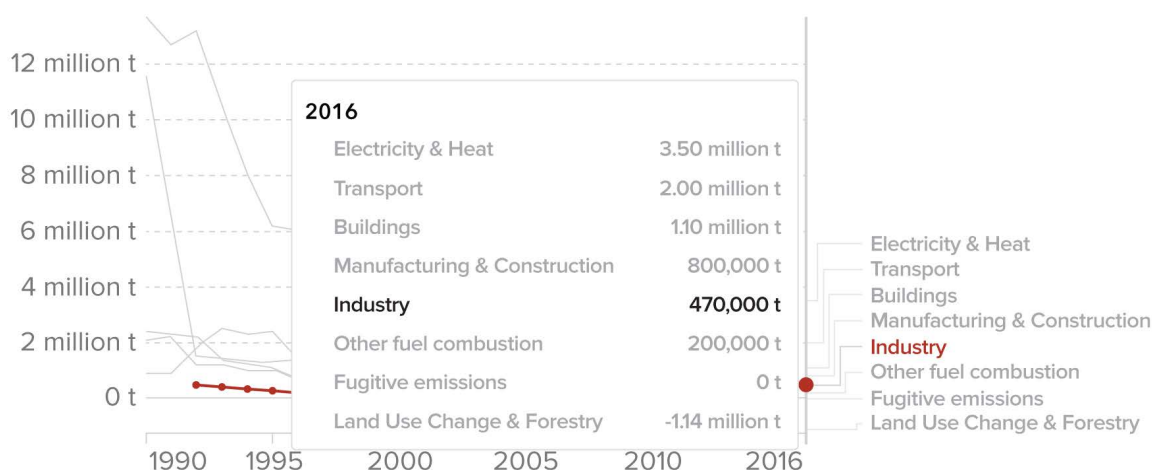 12 million t
10 million t
8 million t
6 million t
4 million t
2 million t
0 t
2016
Electricity & Heat 3.50 million t
Transport 2.00 million t
Buildings 1.10 million t
Manufacturing & Construction 800,000 t
Industry 470,000 t
Other fuel combustion 200,000 t
Fugitive emissions 0 t
Land Use Change & Forestry -1.14 million t
Electricity & Heat
Transport
Buildings
Manufacturing & Construction
Industry
Other fuel combustion
Fugitive emissions
Land Use Change & Forestry
1990 1995 2000 2005 2010 2016